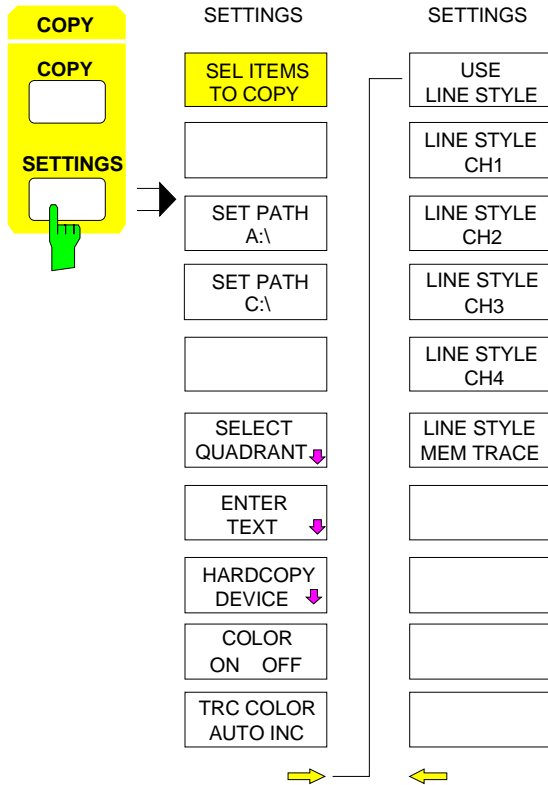 COPY
COPY
SETTINGS
SETTINGS
SEL ITEMS
TO COPY
SET PATH
A:\
SET PATH
C:\
SELECT
QUADRANT
ENTER
TEXT
HARDCOPY
DEVICE
COLOR
ON OFF
TRC COLOR
AUTO INC
SETTINGS
USE
LINE STYLE
LINE STYLE
CH1
LINE STYLE
CH2
LINE STYLE
CH3
LINE STYLE
CH4
LINE STYLE
MEM TRACE